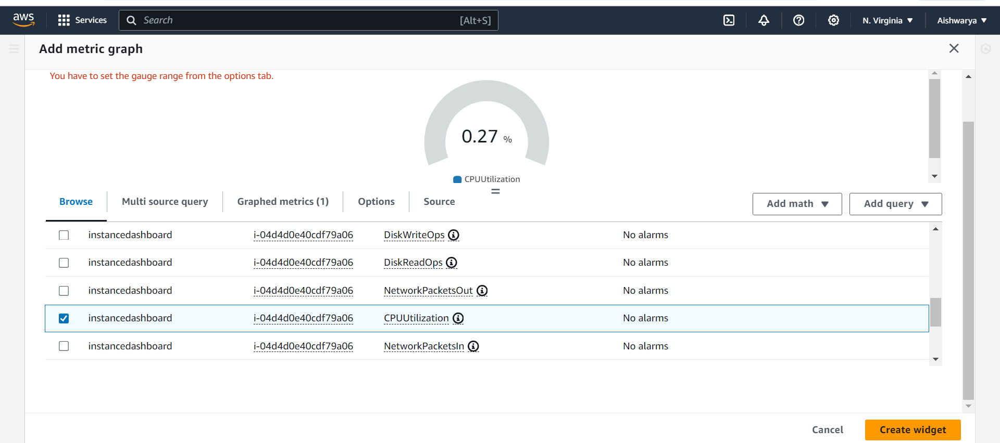 aws Services Search [Alt+S] N. Virginia Aishwarya
Add metric graph
You have to set the gauge range from the options tab.
0.27 %
CPUUtilization
Browse Multi source query Graphed metrics (1) Options Source Add math Add query
instancedashboard i-04d4d0e40cdf79a06 DiskWriteOps No alarms
instancedashboard i-04d4d0e40cdf79a06 DiskReadOps No alarms
instancedashboard i-04d4d0e40cdf79a06 NetworkPacketsOut No alarms
instancedashboard i-04d4d0e40cdf79a06 CPUUtilization No alarms
instancedashboard i-04d4d0e40cdf79a06 NetworkPacketsIn No alarms
Cancel Create widget